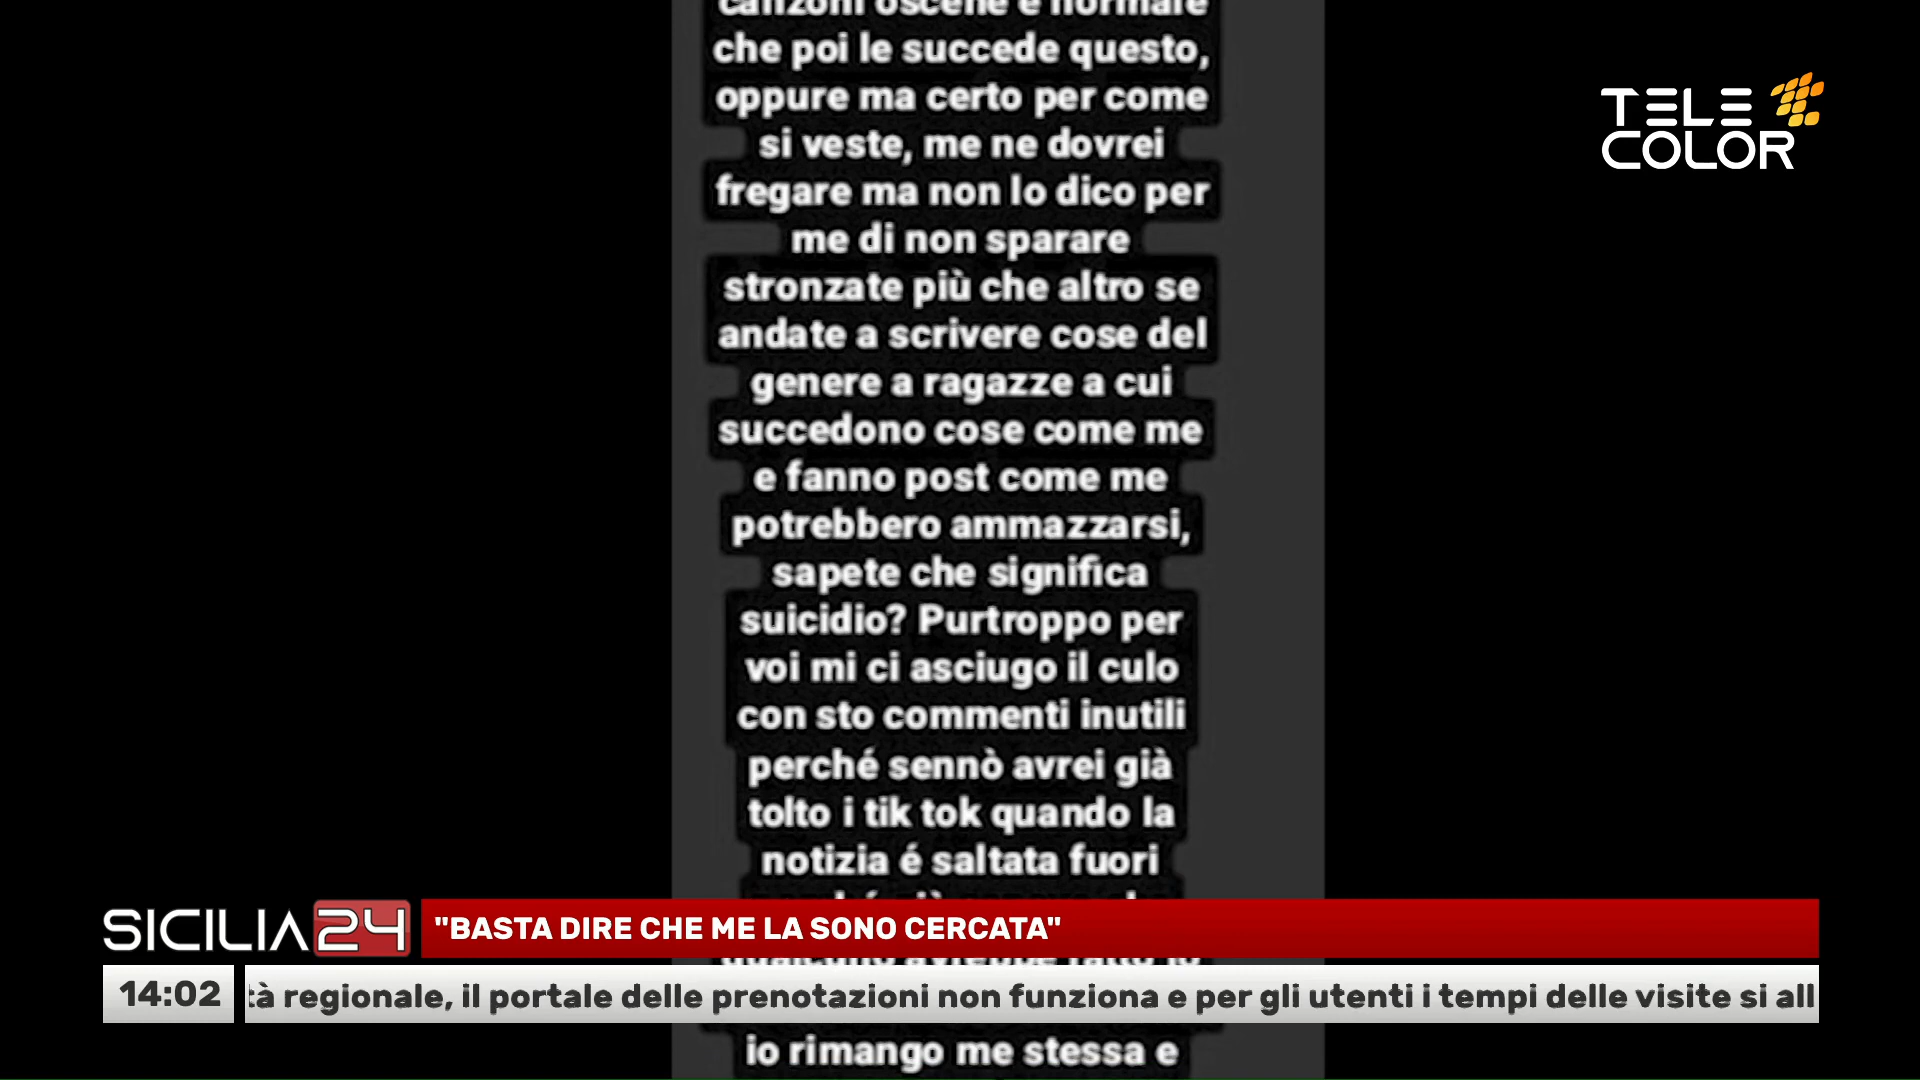 canzoni oscene è normale
che poi le succede questo,
oppure ma certo per come
si veste, me ne dovrei
fregare ma non lo dico per
me di non sparare
stronzate più che altro se
andate a scrivere cose del
genere a ragazze a cui
succedono cose come me
e fanno post come me
potrebbero ammazzarsi,
sapete che significa
suicidio? Purtroppo per
voi mi ci asciugo il culo
con sto commenti inutili
perché sennò avrei già
tolto i tik tok quando la
notizia é saltata fuori
io rimango me stessa e
TELE
COLOR
SICILIA24
"BASTA DIRE CHE ME LA SONO CERCATA"
14:02
tà regionale, il portale delle prenotazioni non funziona e per gli utenti i tempi delle visite si all